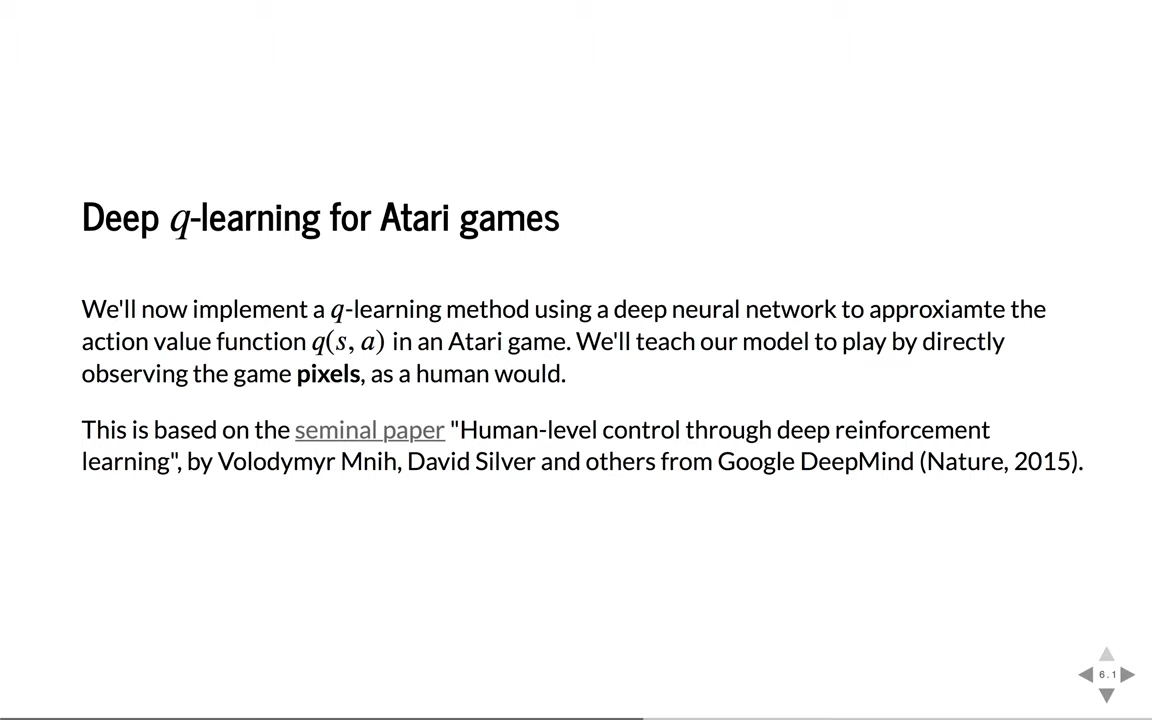 Deep q-learning for Atari games
We'll now implement a q-learning method using a deep neural network to approxiamte the
action value function q(s, a) in an Atari game. We'll teach our model to play by directly
observing the game pixels, as a human would.
This is based on the seminal paper "Human-level control through deep reinforcement
learning", by Volodymyr Mnih, David Silver and others from Google DeepMind (Nature, 2015).
6.1